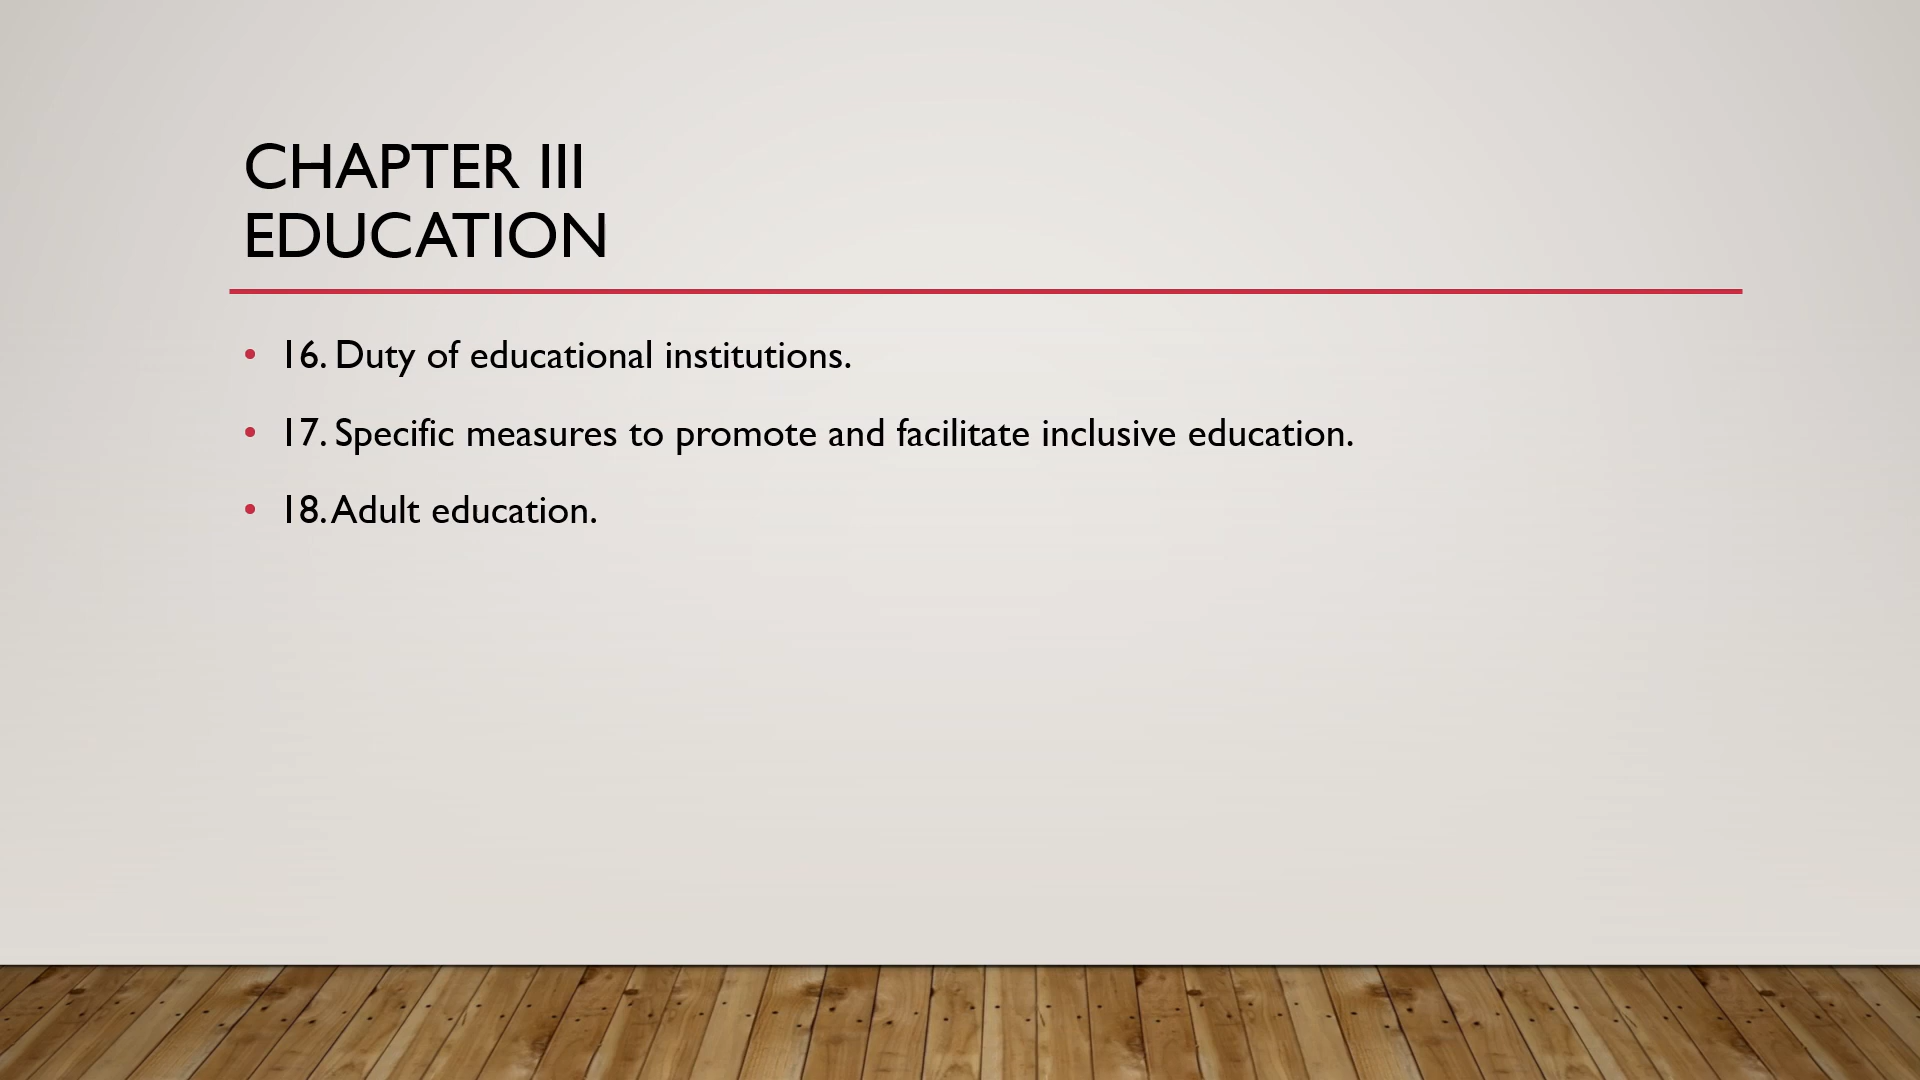 CHAPTER III
EDUCATION
• 16. Duty of educational institutions.
• 17. Specific measures to promote and facilitate inclusive education.
• 18. Adult education.